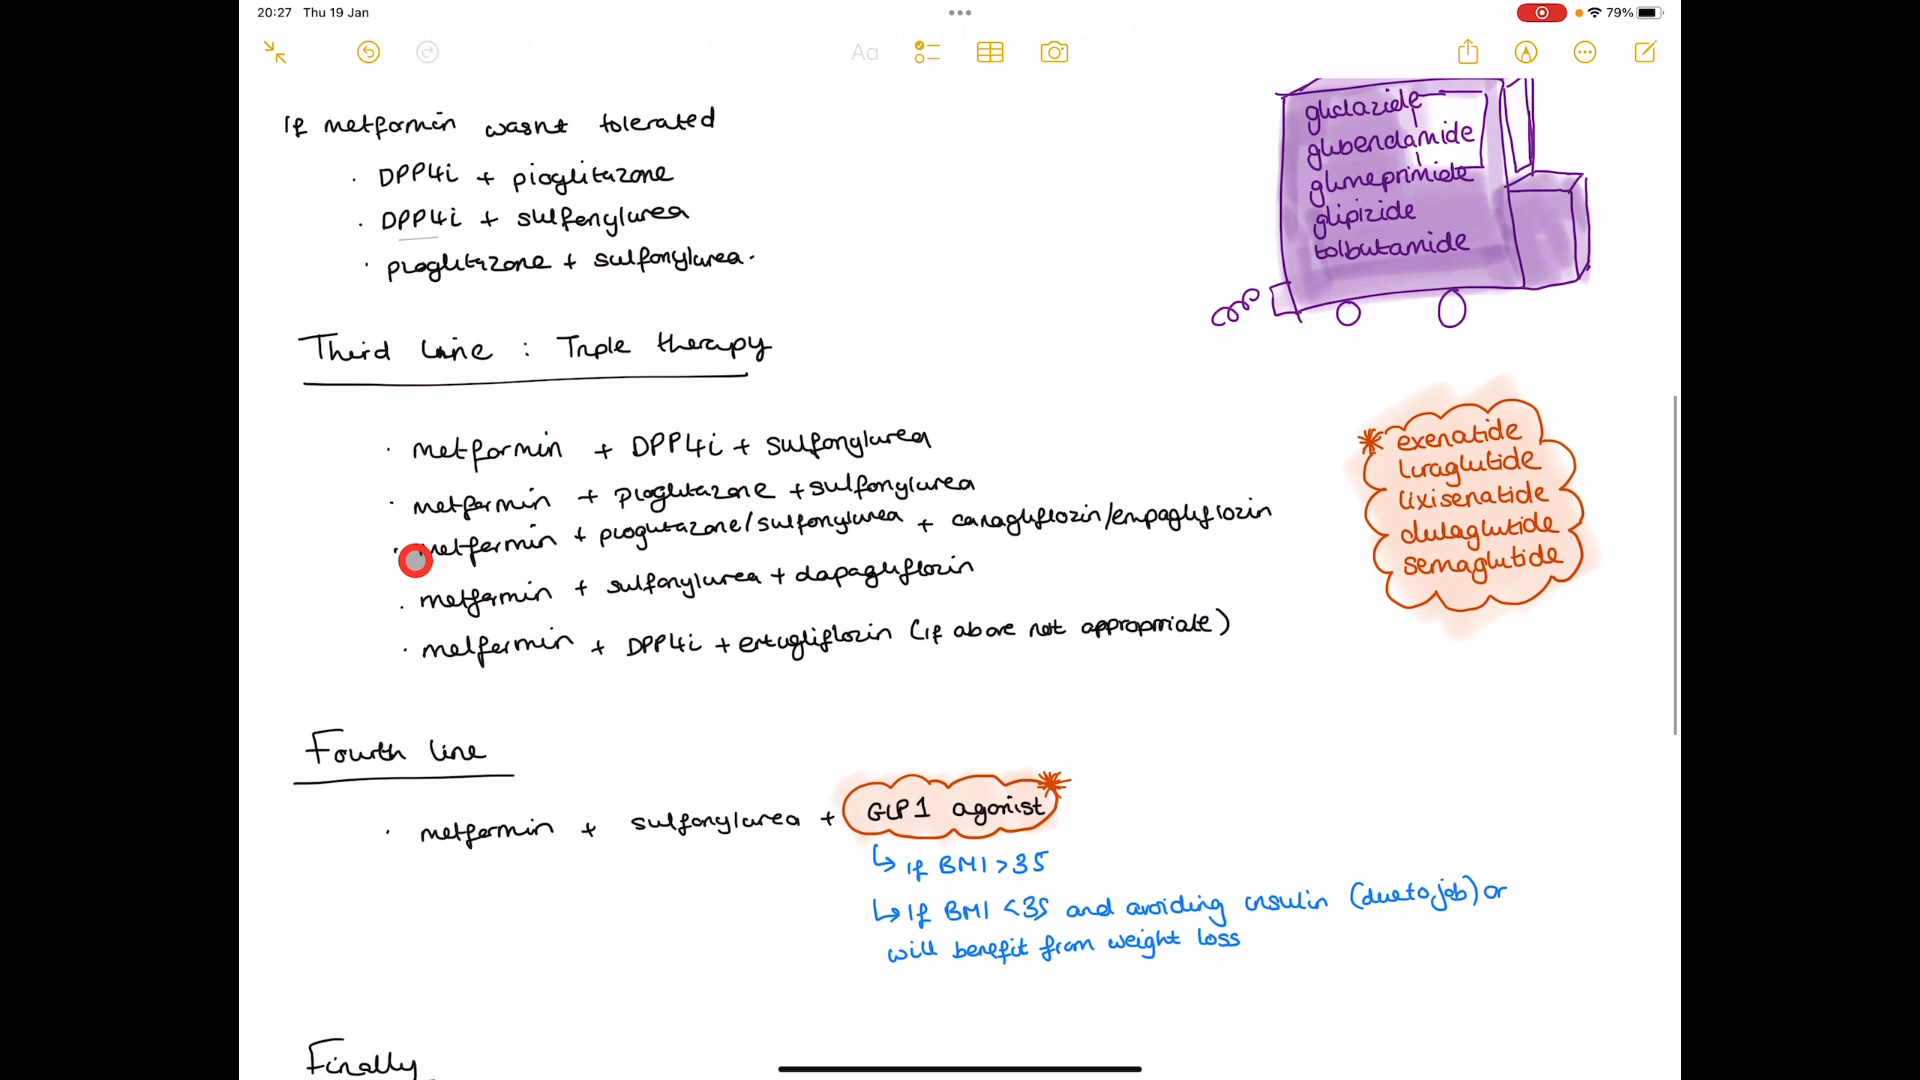 20:27 Thu 19 Jan
79%
Aa
If metformin wasn't tolerated
· DPP4i + pioglitazone
· DPP4i + sulfenylurea
· pioglitazone + sulfonylurea.
Third line : Triple therapy
· metformin + DPP4i + sulfonylurea
· metformin + pioglitazone + sulfonylurea
· metformin + pioglitazone/sulfonylurea + canagliflozin/empagliflozin
· metformin + sulfonylurea + dapagliflozin
· metformin + DPP4i + ertugliflozin (if above not appropriate)
Fourth line
· metformin + sulfonylurea + GLP1 agonist *
↳ if BMI > 35
↳ If BMI < 35 and avoiding insulin (due to job) or
will benefit from weight loss
Finally
gliclazide
glibenclamide
glimeprimide
glipizide
tolbutamide
* exenatide
liraglutide
lixisenatide
dulaglutide
semaglutide